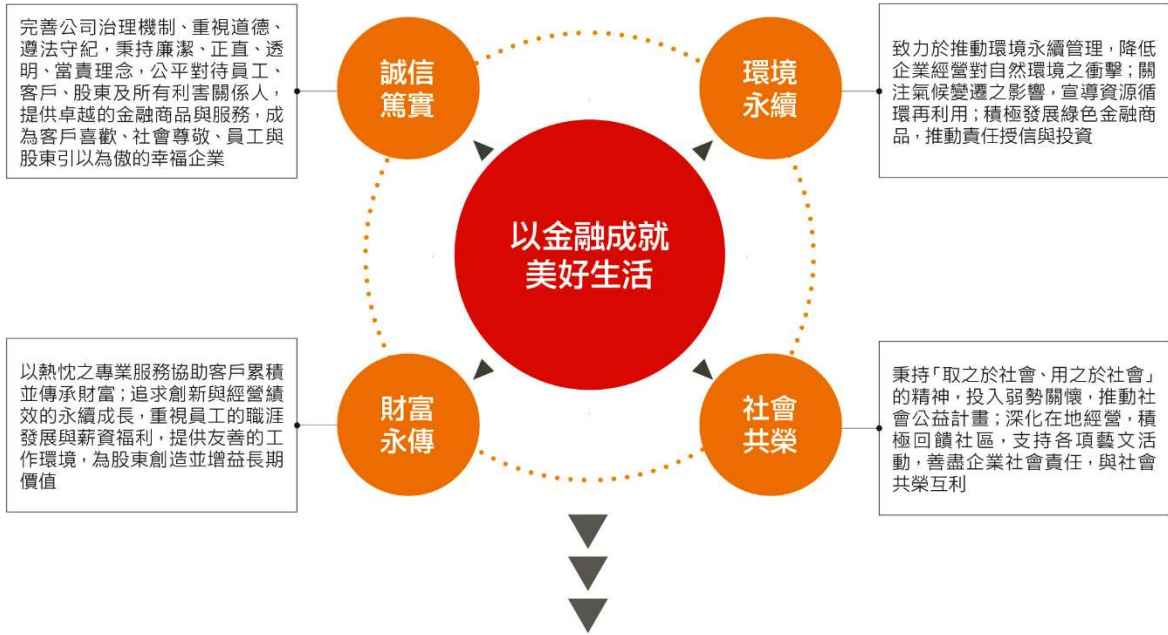 完善公司治理機制、重視道德、
遵法守紀,秉持廉潔、正直、透
明、當責理念,公平對待員工、
客戶、股東及所有利害關係人,
提供卓越的金融商品與服務,成
為客戶喜歡、社會尊敬、員工與
股東引以為傲的幸福企業
誠信
篤實
環境
永續
致力於推動環境永續管理,降低
企業經營對自然環境之衝擊;關
注氣候變遷之影響,宣導資源循
環再利用;積極發展綠色金融商
品,推動責任授信與投資
以金融成就
美好生活
以熱忱之專業服務協助客戶累積
並傳承財富;追求創新與經營績
效的永續成長,重視員工的職涯
發展與薪資福利,提供友善的工
作環境,為股東創造並增益長期
價值
財富
永傳
社會
共榮
秉持「取之於社會、用之於社會」
的精神,投入弱勢關懷,推動社
會公益計畫;深化在地經營,積
極回饋社區,支持各項藝文活
動,善盡企業社會責任,與社會
共榮互利